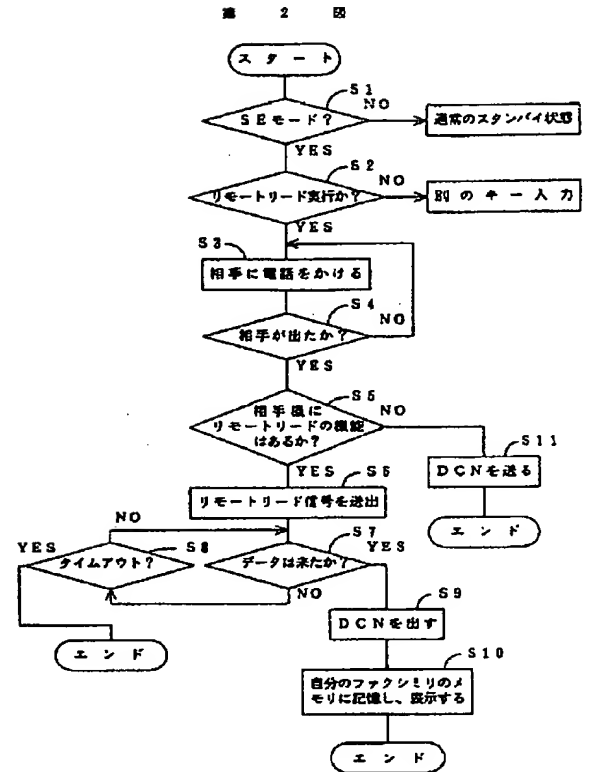 第 2 図
スタート
S1
SEモード?
NO
通常のスタンバイ状態
YES
S2
リモートリード実行か?
NO
別のキー入力
YES
S3
相手に電話をかける
S4
相手が出たか?
NO
YES
S5
相手機に
リモートリードの機能
はあるか?
NO
S11
DCNを送る
エンド
YES
S6
リモートリード信号を送出
NO
S7
データは来たか?
YES
NO
S8
タイムアウト?
YES
エンド
S9
DCNを出す
S10
自分のファクシミリのメ
モリに記憶し、表示する
エンド